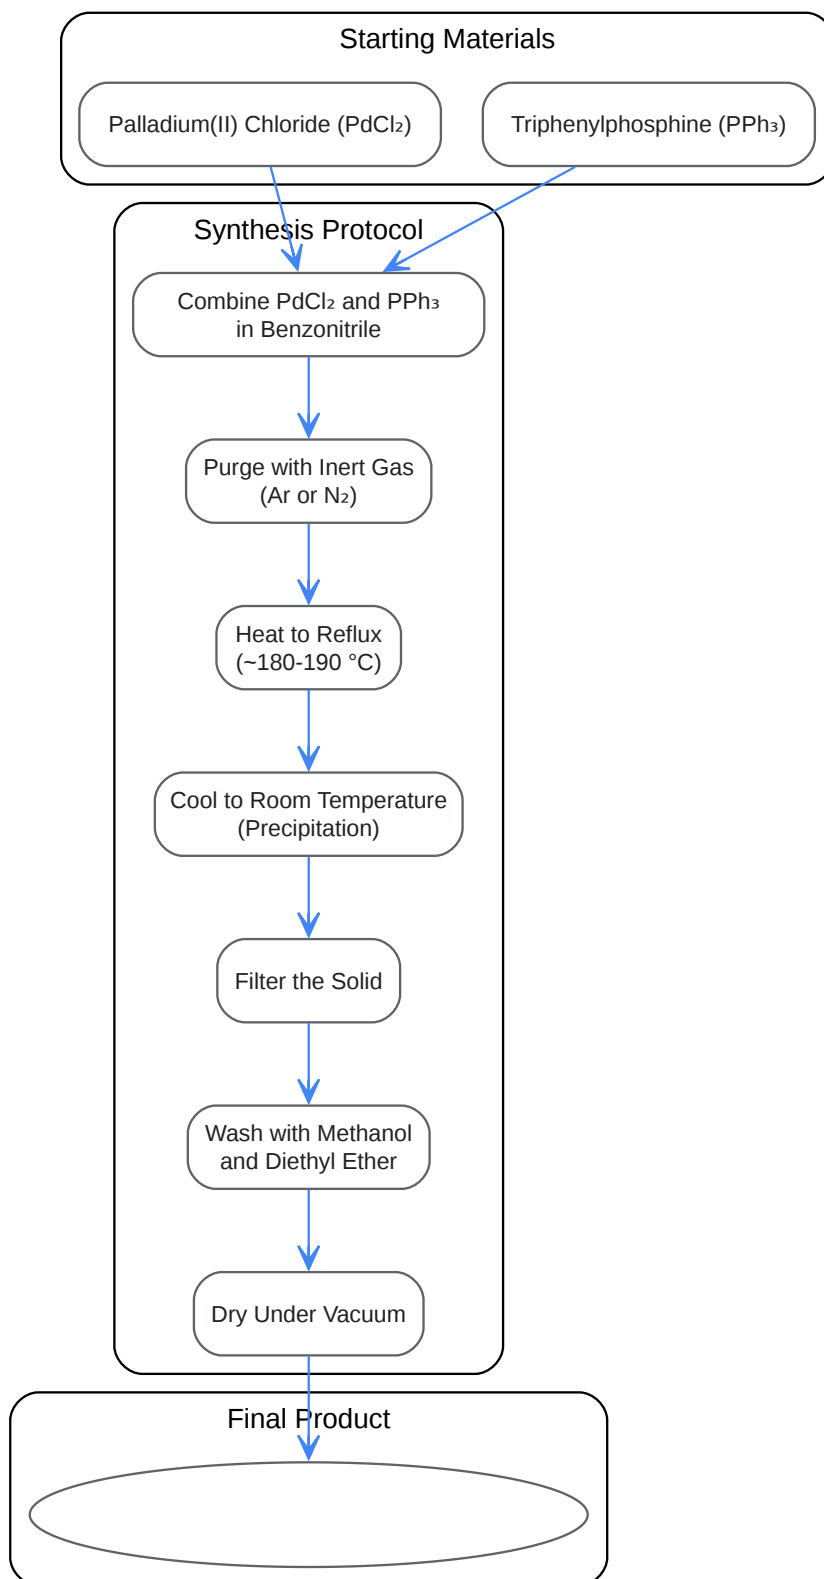 Starting Materials
Palladium(II) Chloride (PdCl₂)
Triphenylphosphine (PPh₃)
Synthesis Protocol
Combine PdCl₂ and PPh₃
in Benzonitrile
Purge with Inert Gas
(Ar or N₂)
Heat to Reflux
(~180-190 °C)
Cool to Room Temperature
(Precipitation)
Filter the Solid
Wash with Methanol
and Diethyl Ether
Dry Under Vacuum
Final Product